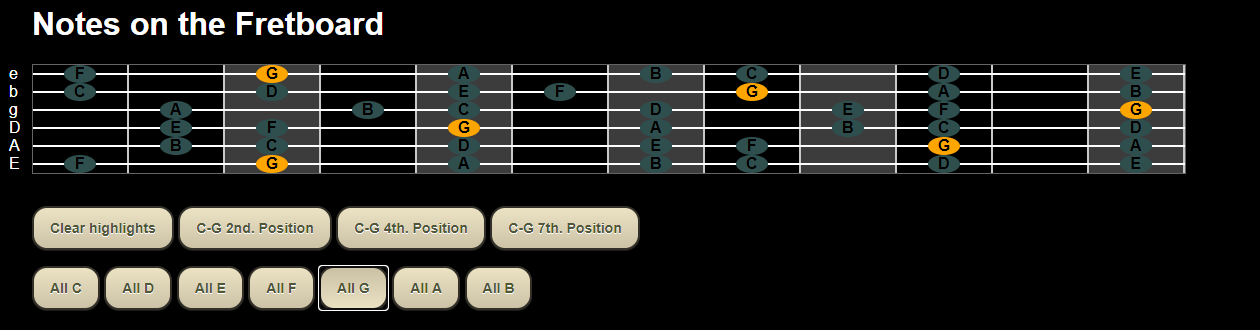 Notes on the Fretboard
e F G A B C D E
b C D E F G A B
g A B C D E F G
D E F G A B C D
A B C D E F G A
E F G A B C D E
Clear highlights C-G 2nd. Position C-G 4th. Position C-G 7th. Position
All C All D All E All F All G All A All B